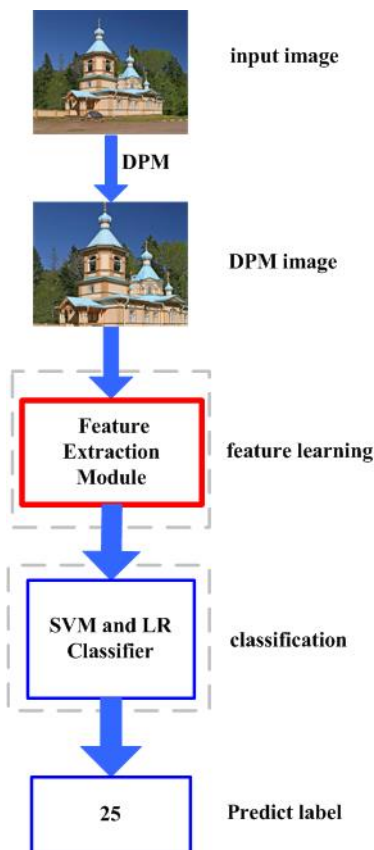 input image
DPM
DPM image
Feature
Extraction
Module
feature learning
SVM and LR
Classifier
classification
25
Predict label